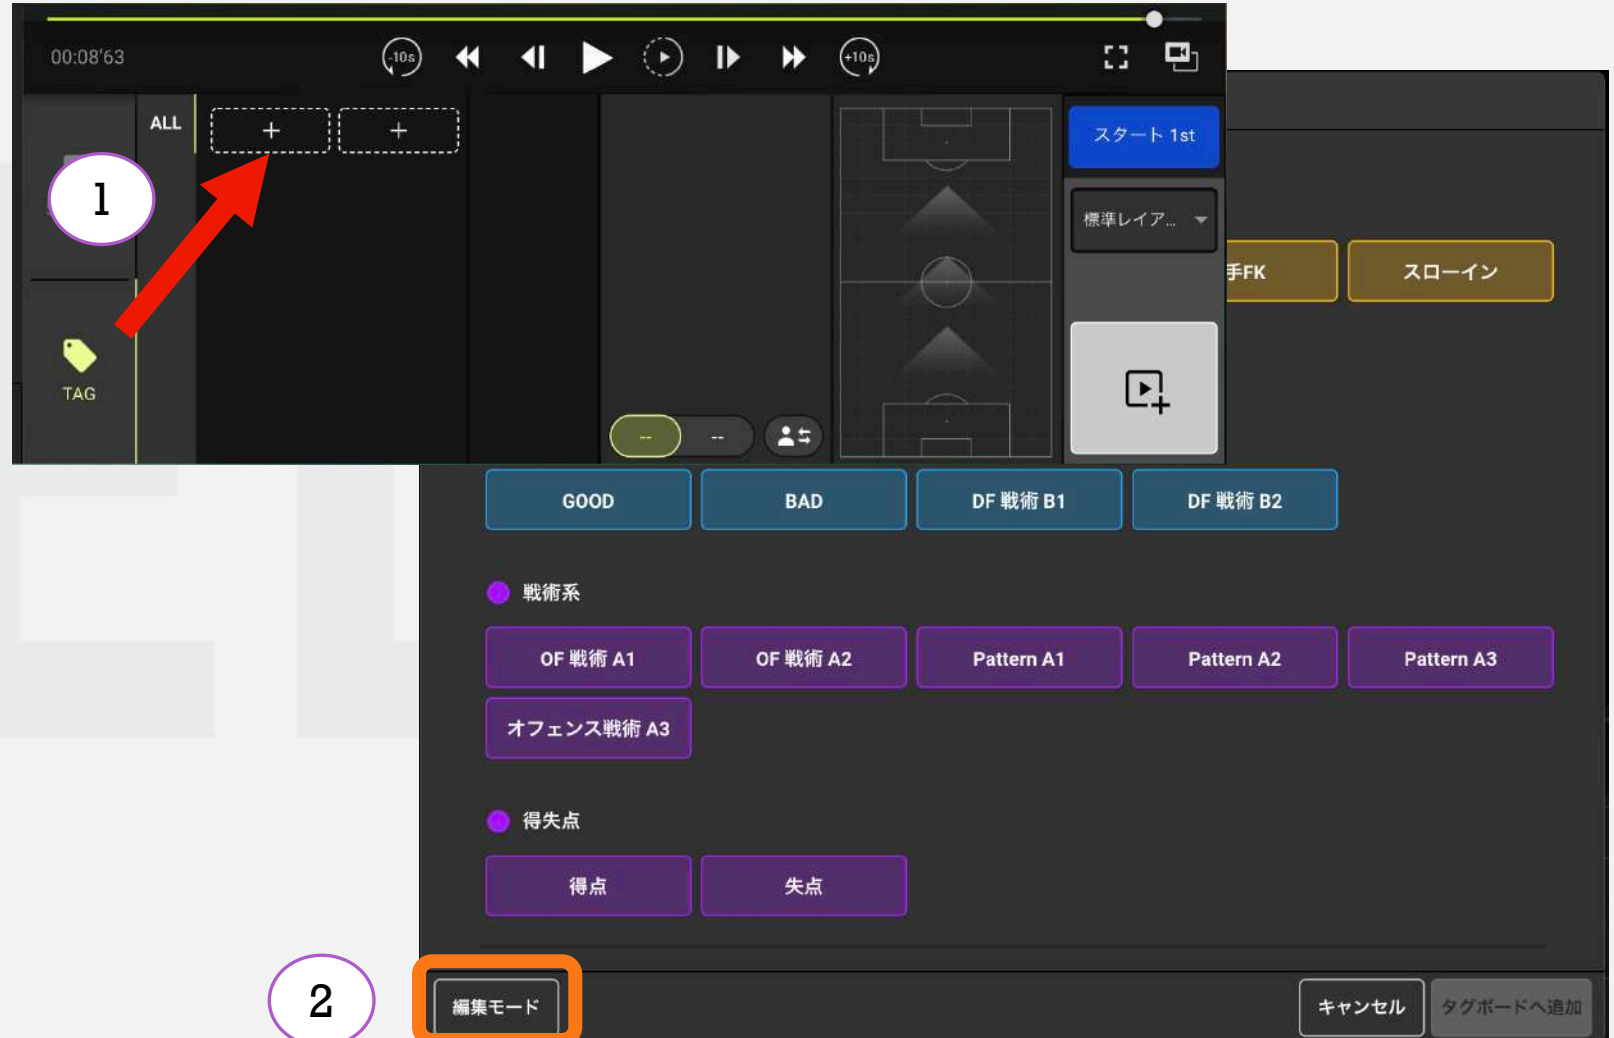 00:08'63
-10s
+10s
ALL
+
+
スタート 1st
1
標準レイア...
手FK
スローイン
TAG
--
--
GOOD
BAD
DF 戦術 B1
DF 戦術 B2
戦術系
OF 戦術 A1
OF 戦術 A2
Pattern A1
Pattern A2
Pattern A3
オフェンス戦術 A3
得失点
得点
失点
2
編集モード
キャンセル
タグボードへ追加